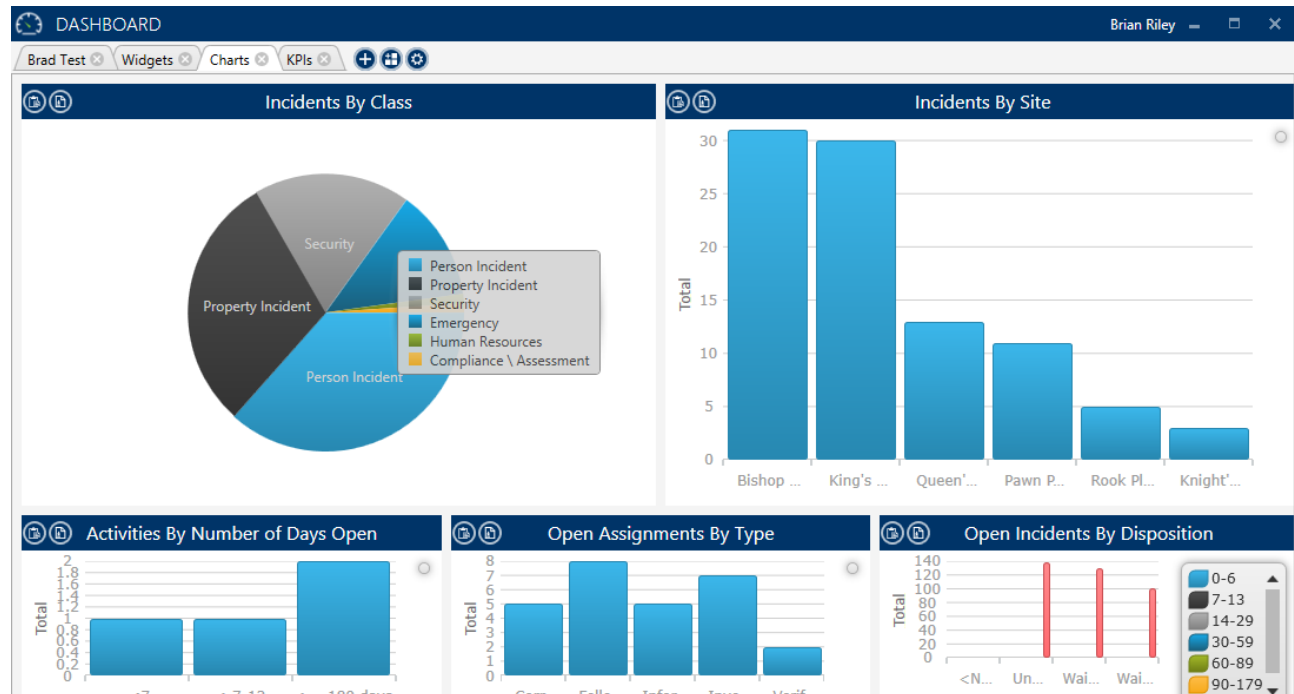 DASHBOARD
Brian Riley
Brad Test
Widgets
Charts
KPIs
Incidents By Class
Security
Property Incident
Person Incident
Person Incident
Property Incident
Security
Emergency
Human Resources
Compliance \ Assessment
Incidents By Site
Total
30
25
20
15
10
5
0
Bishop ...
King's ...
Queen'...
Pawn P...
Rook Pl...
Knight'...
Activities By Number of Days Open
Total
2
1.8
1.6
1.4
1.2
1
0.8
0.6
0.4
0.2
0
Open Assignments By Type
Total
8
7
6
5
4
3
2
1
0
Open Incidents By Disposition
Total
140
120
100
80
60
40
20
0
<N...
Un...
Wai...
Wai...
0-6
7-13
14-29
30-59
60-89
90-179